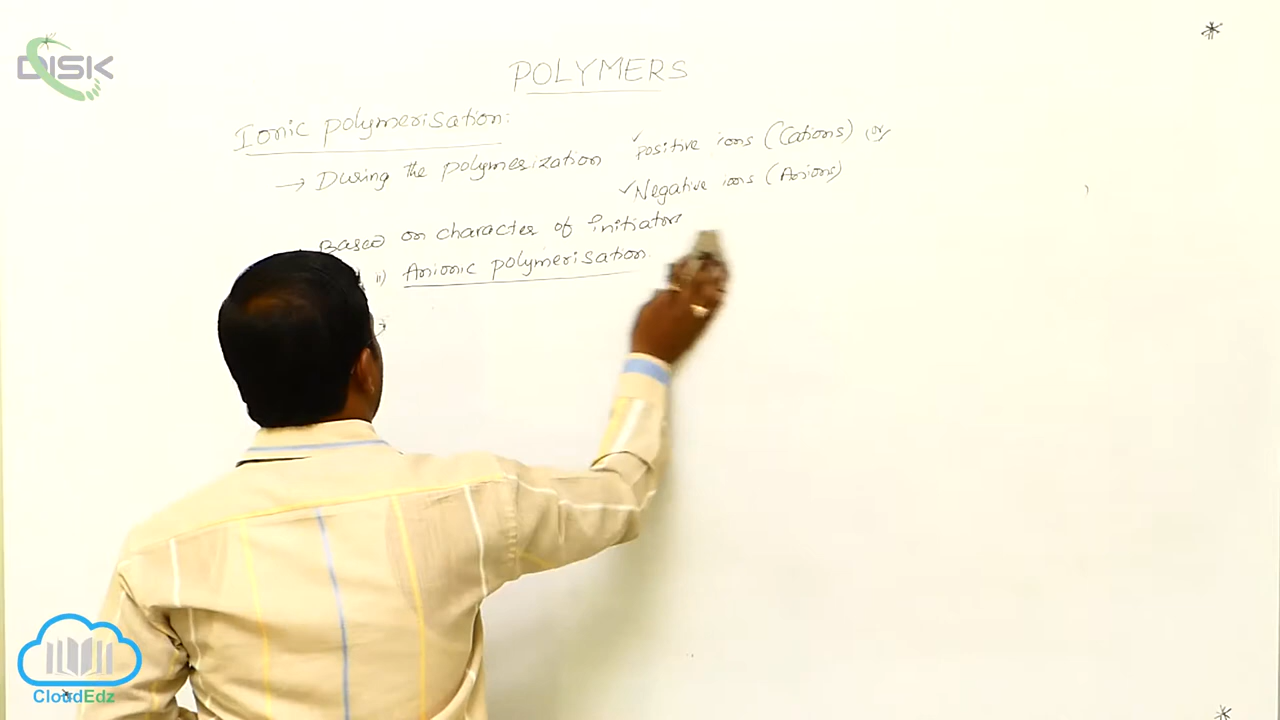 DISK
POLYMERS
Ionic polymerisation:
→ During the polymerization ✓positive ions (Cations) (or)
✓Negative ions (Anions)
Based on character of Initiator
ii) Anionic polymerisation
CloudEdz